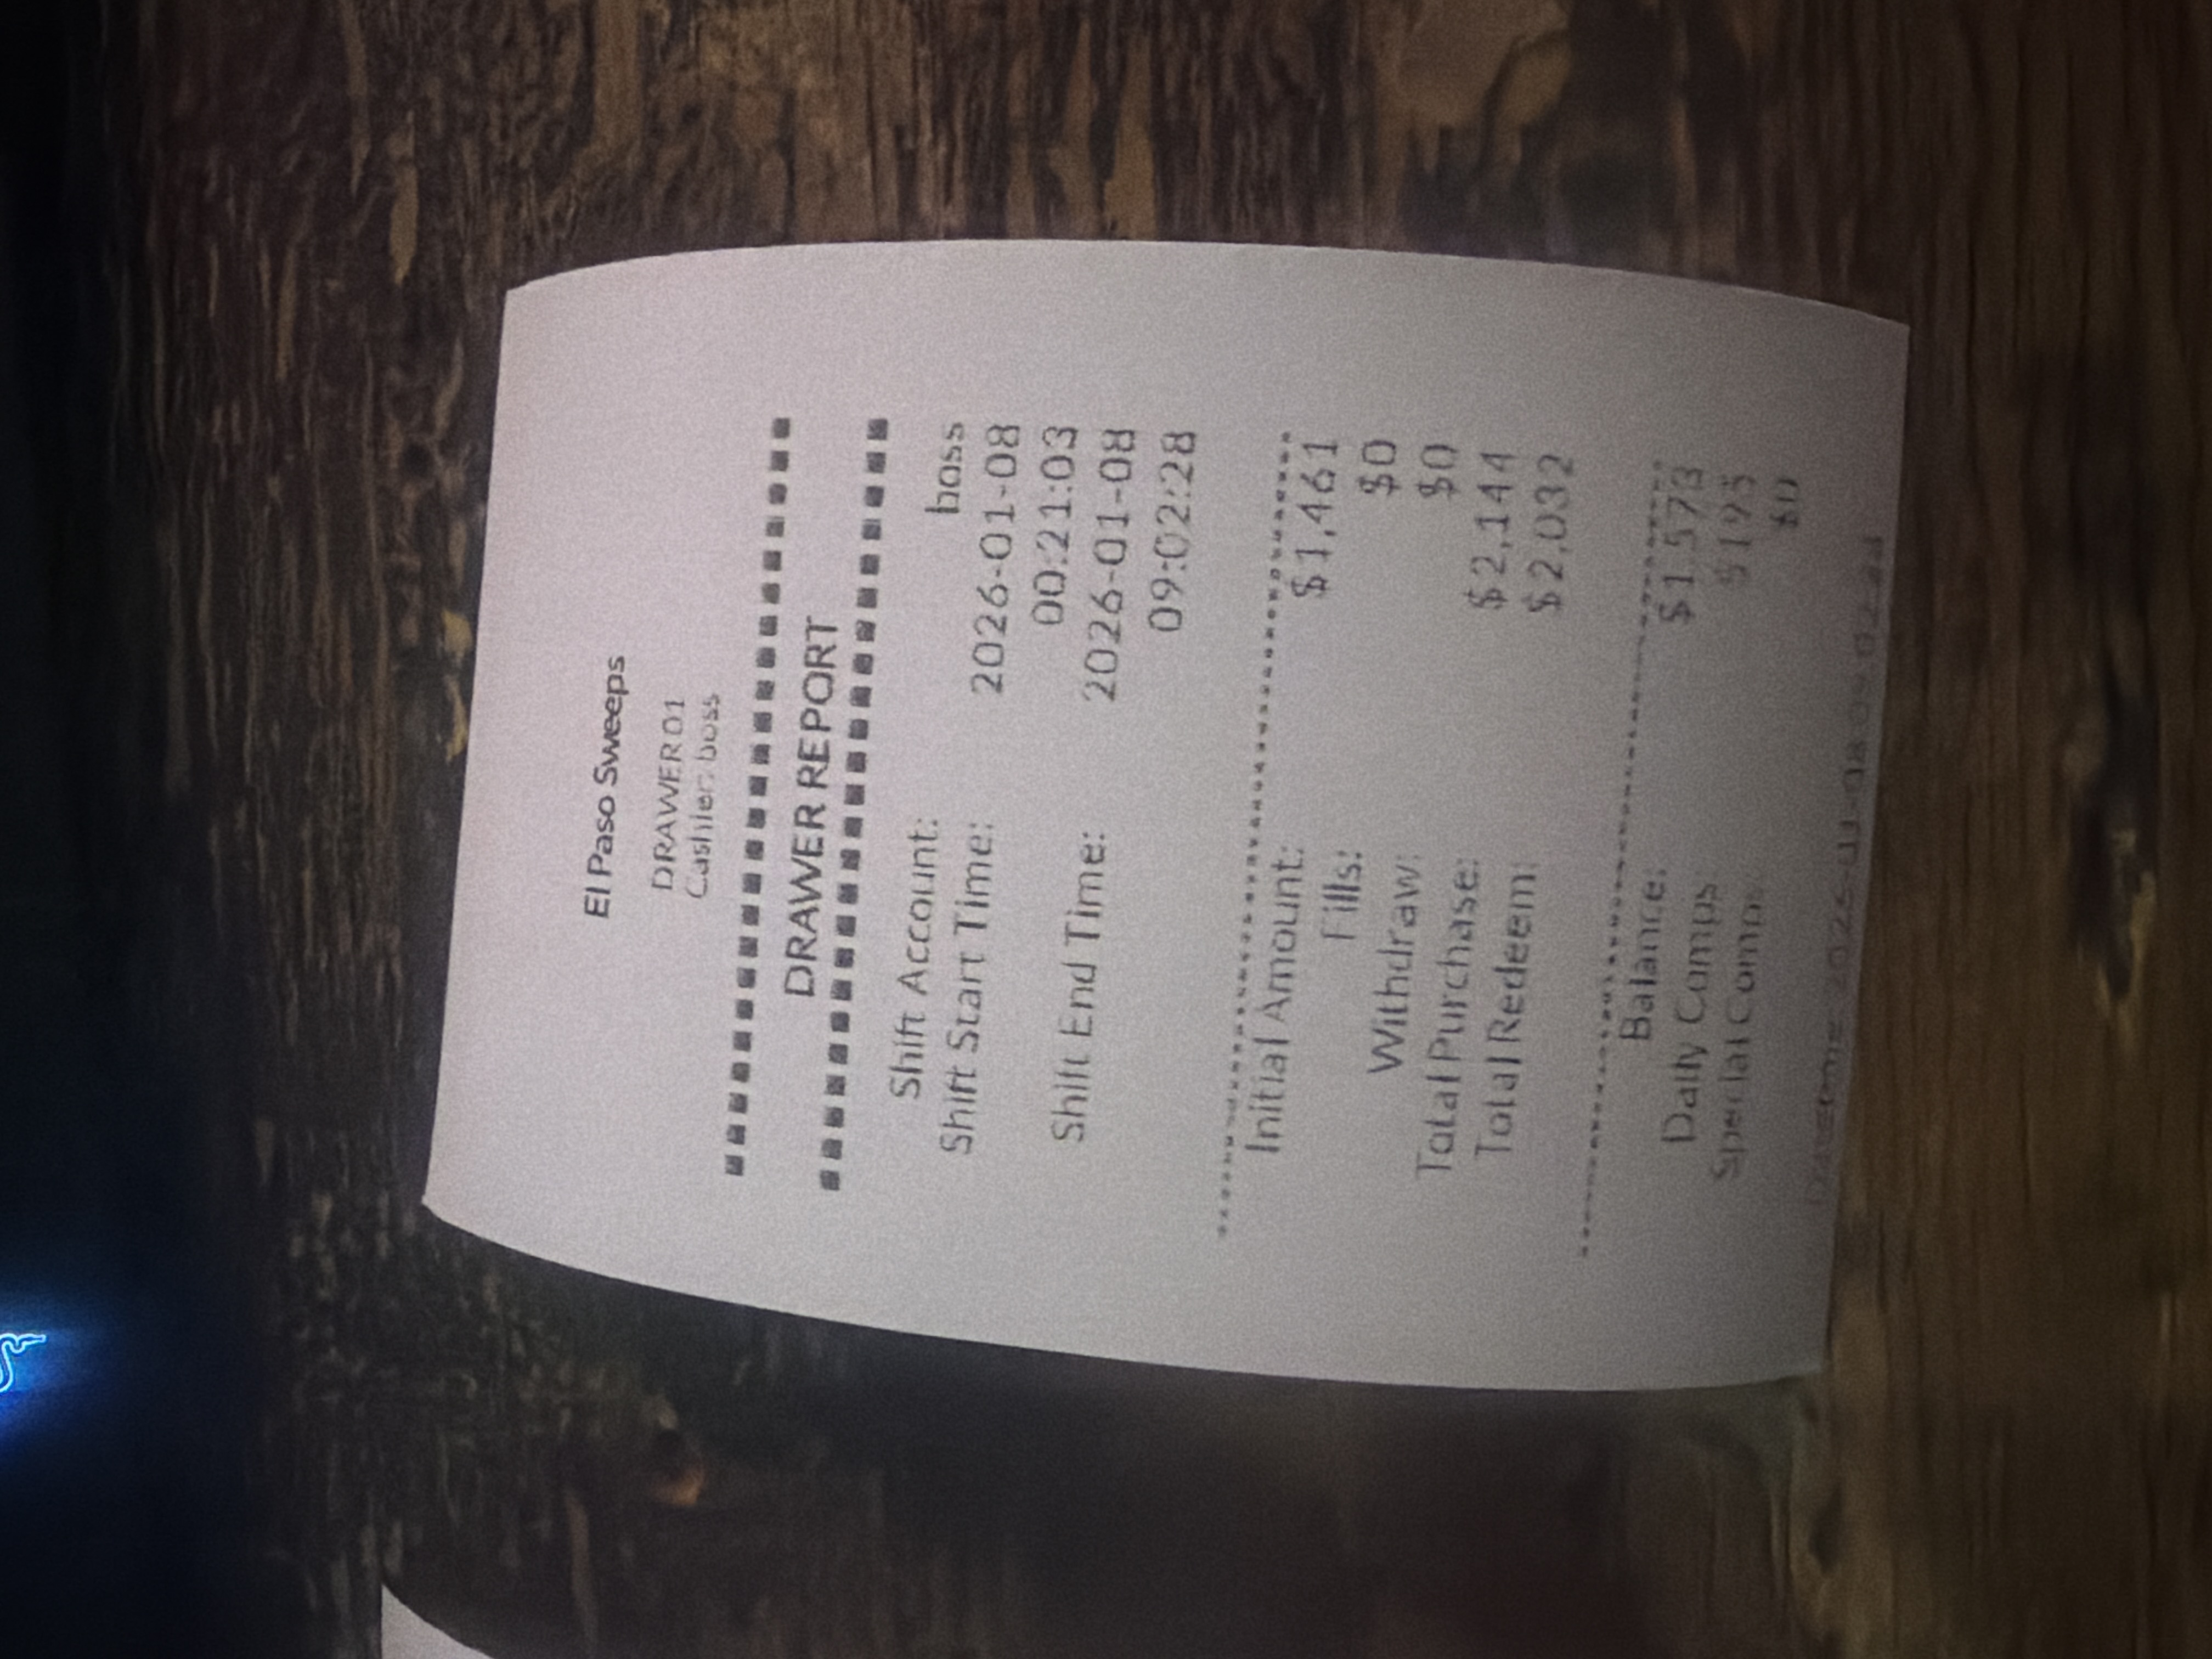 El Paso Sweeps
DRAWER 01
Cashier: boss
DRAWER REPORT
Shift Account: boss
Shift Start Time: 2026-01-08
00:21:03
Shift End Time: 2026-01-08
09:02:28
Initial Amount: $1,461
Fills: $0
Withdraw: $0
Total Purchase: $2,144
Total Redeem: $2,032
Balance: $1,573
Daily Comps: $195
Special Comps: $0